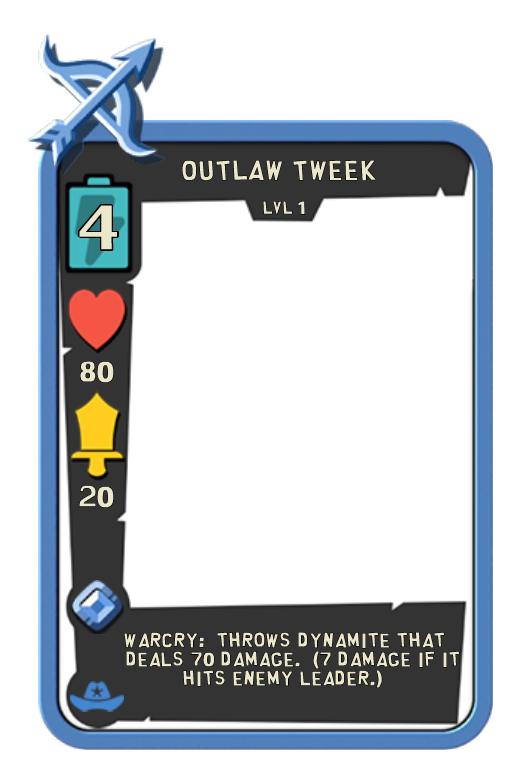 OUTLAW TWEEK
LVL 1
4
80
20
WARCRY: THROWS DYNAMITE THAT
DEALS 70 DAMAGE. (7 DAMAGE IF IT
HITS ENEMY LEADER.)